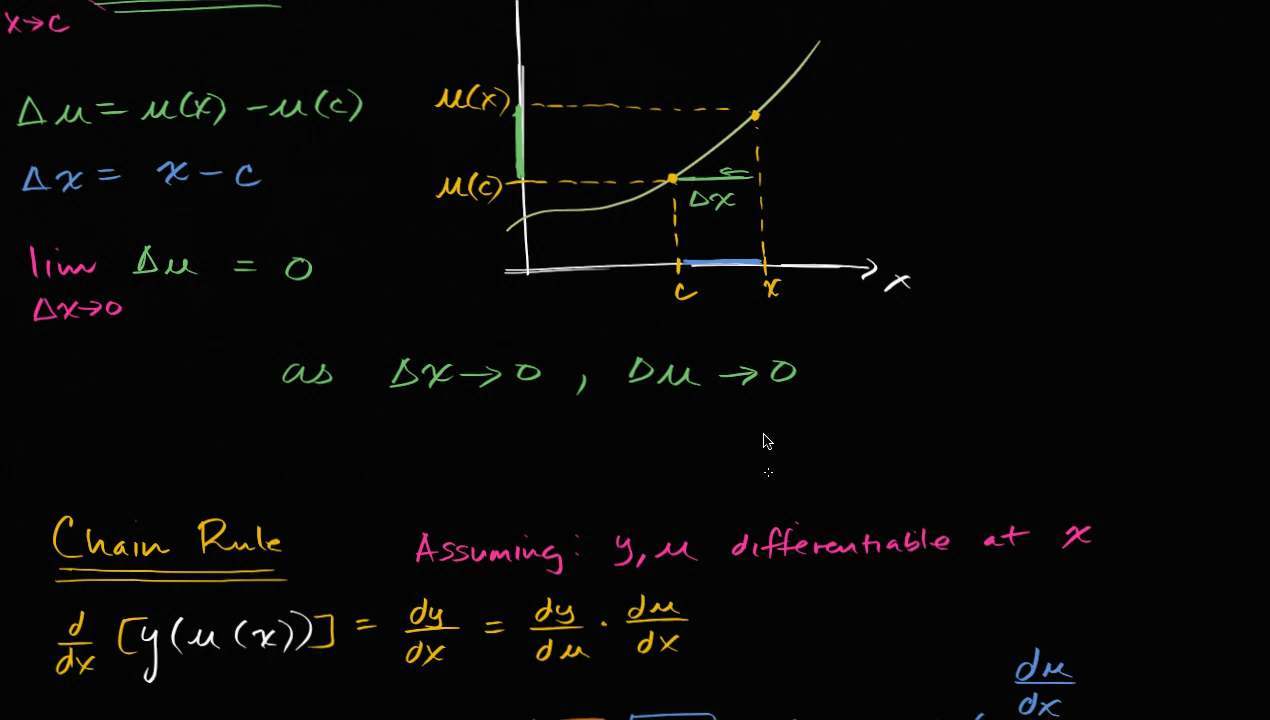 x→c
Δu = u(x) - u(c)
Δx = x - c
lim Δu = 0
Δx→0
u(x)
u(c)
Δx
c
x
x
as Δx→0, Δu→0
Chain Rule
Assuming: y, u differentiable at x
d/dx [y(u(x))] = dy/dx = dy/du · du/dx
du/dx